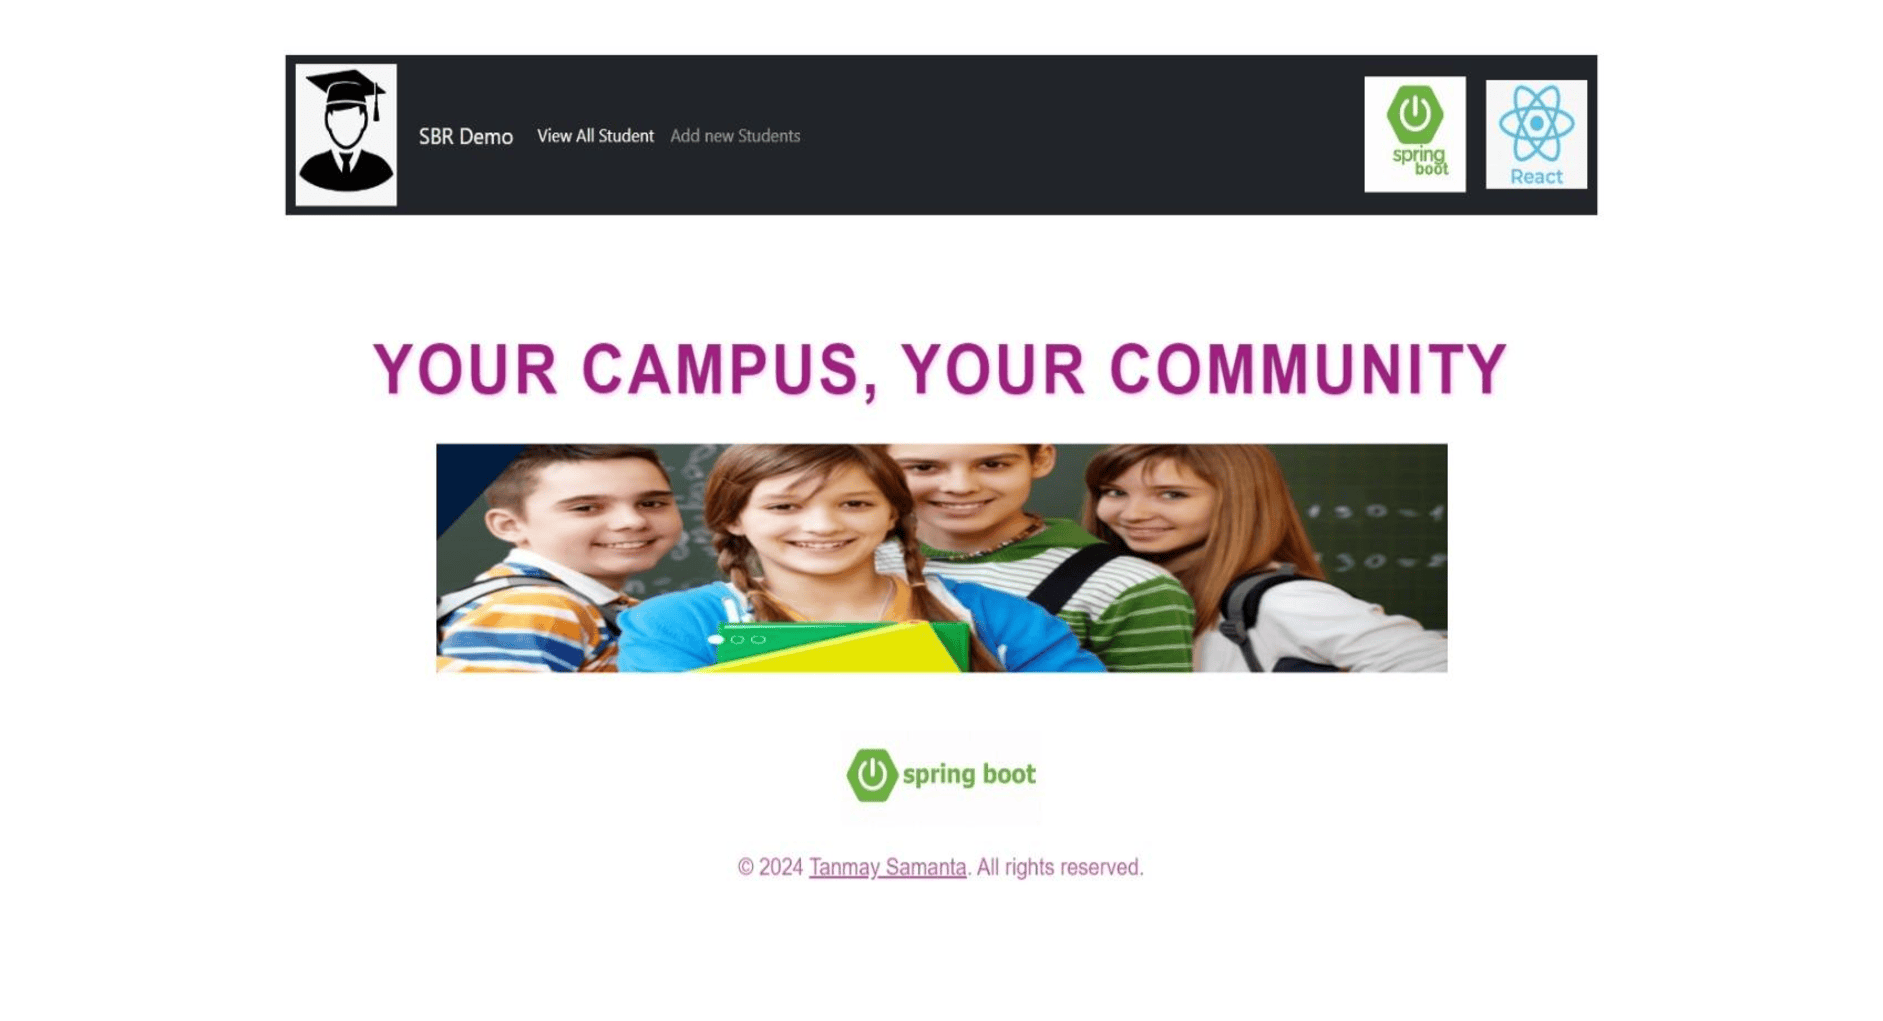 SBR Demo View All Student Add new Students
spring
boot
React
YOUR CAMPUS, YOUR COMMUNITY
spring boot
© 2024 Tanmay Samanta. All rights reserved.